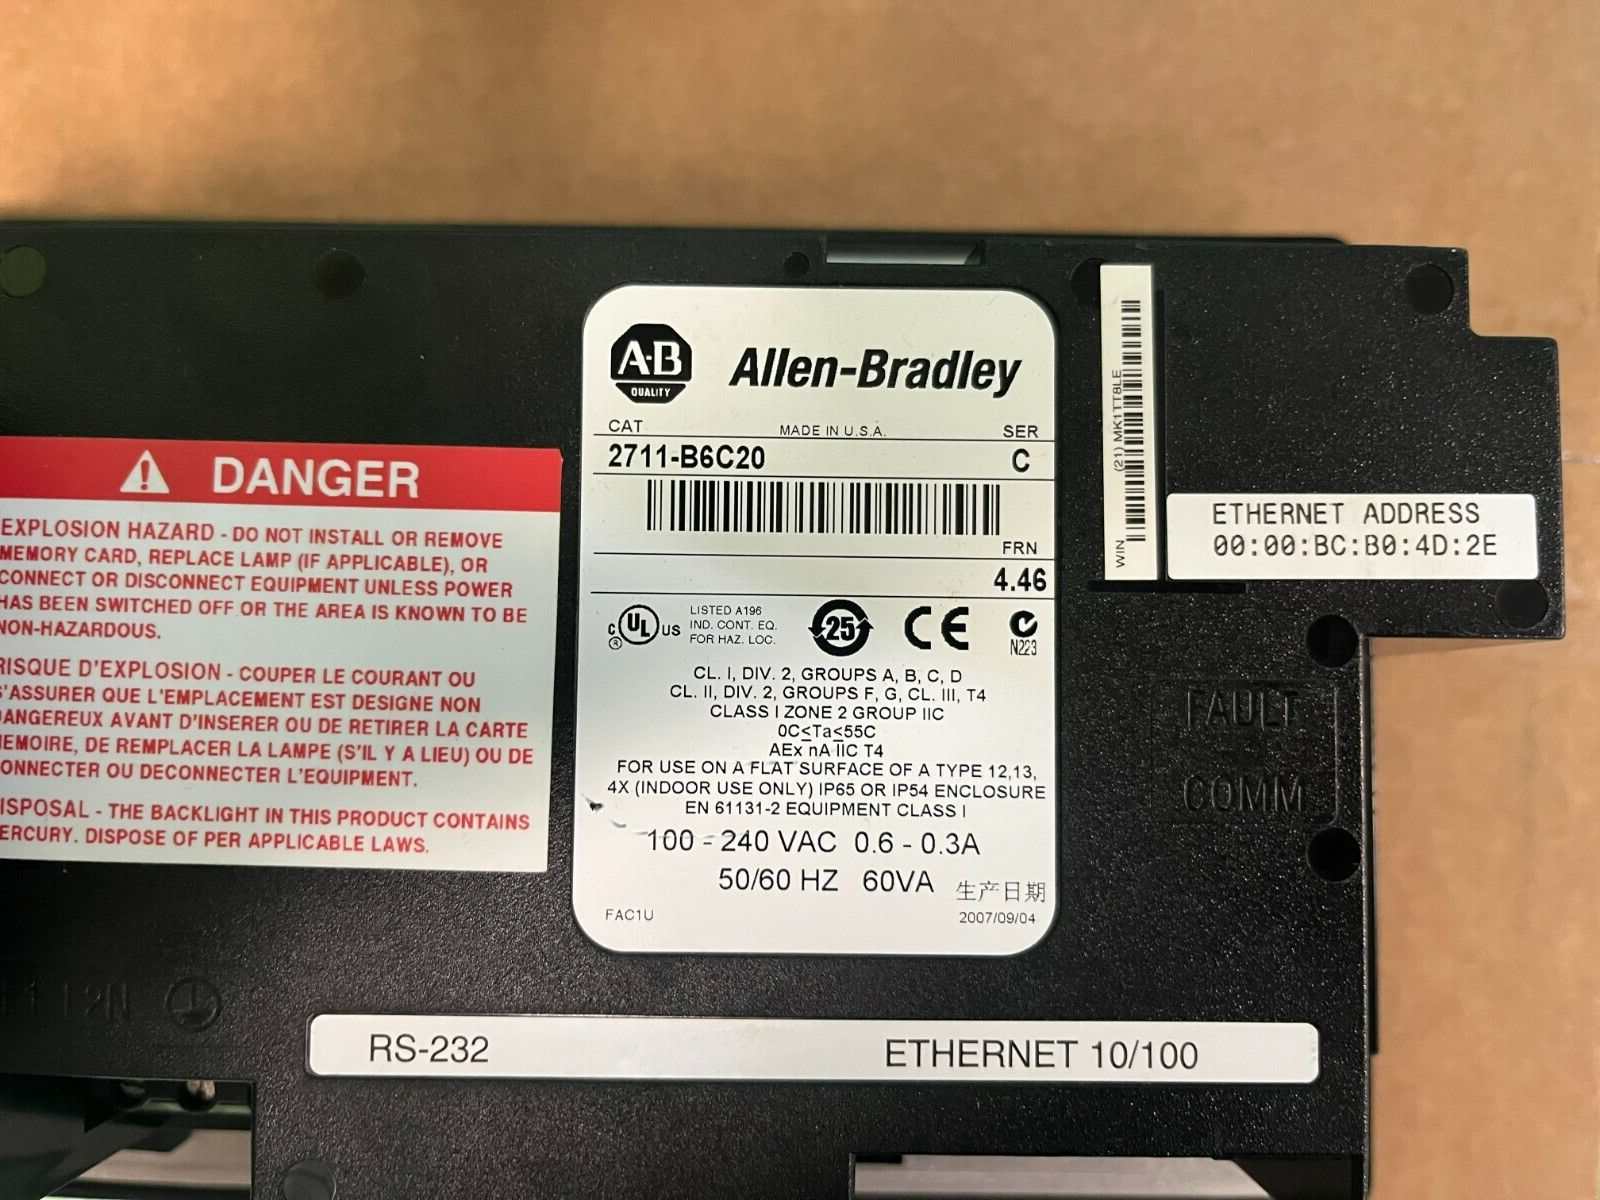 DANGER
EXPLOSION HAZARD - DO NOT INSTALL OR REMOVE
MEMORY CARD, REPLACE LAMP (IF APPLICABLE), OR
CONNECT OR DISCONNECT EQUIPMENT UNLESS POWER
HAS BEEN SWITCHED OFF OR THE AREA IS KNOWN TO BE
NON-HAZARDOUS.
RISQUE D'EXPLOSION - COUPER LE COURANT OU
S'ASSURER QUE L'EMPLACEMENT EST DESIGNE NON
DANGEREUX AVANT D'INSERER OU DE RETIRER LA CARTE
MEMOIRE, DE REMPLACER LA LAMPE (S'IL Y A LIEU) OU DE
CONNECTER OU DECONNECTER L'EQUIPMENT.
DISPOSAL - THE BACKLIGHT IN THIS PRODUCT CONTAINS
MERCURY. DISPOSE OF PER APPLICABLE LAWS.
A·B
QUALITY
Allen-Bradley
CAT MADE IN U.S.A. SER
2711-B6C20 C
FRN
4.46
C UL US ®
LISTED A196
IND. CONT. EQ.
FOR HAZ. LOC.
25
CE
N223
CL. I, DIV. 2, GROUPS A, B, C, D
CL. II, DIV. 2, GROUPS F, G, CL. III, T4
CLASS I ZONE 2 GROUP IIC
0C≤Ta≤55C
AEx nA IIC T4
FOR USE ON A FLAT SURFACE OF A TYPE 12,13,
4X (INDOOR USE ONLY) IP65 OR IP54 ENCLOSURE
EN 61131-2 EQUIPMENT CLASS I
100 - 240 VAC 0.6 - 0.3A
50/60 HZ 60VA
生产日期
FAC1U 2007/09/04
WIN (21) MK1TT8LE
ETHERNET ADDRESS
00:00:BC:B0:4D:2E
FAULT
COMM
L2N
RS-232 ETHERNET 10/100